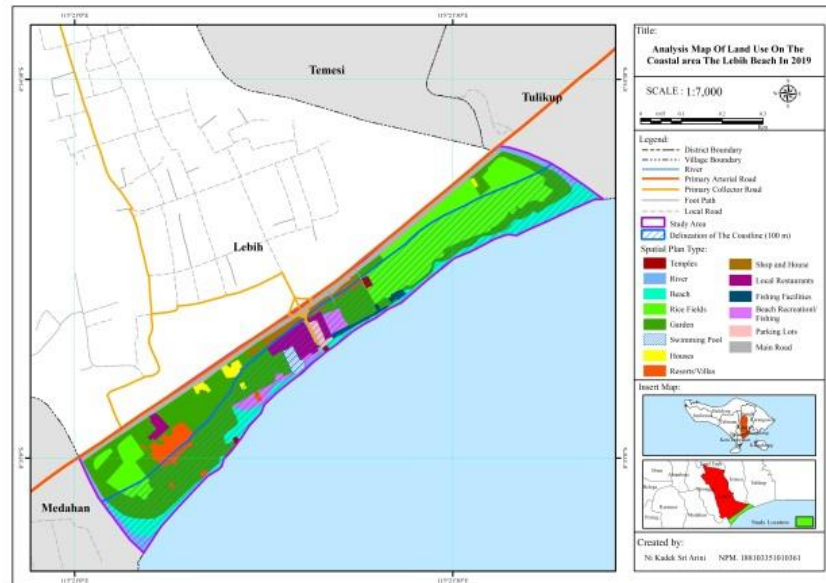 Temesi
Tulikup
Lebih
Medahan
Title:
Analysis Map Of Land Use On The
Coastal area The Lebih Beach In 2019
SCALE : 1:7,000
Legend:
District Boundary
Village Boundary
River
Primary Arterial Road
Primary Collector Road
Foot Path
Local Road
Study Area
Delineation of The Coastline (100 m)
Spatial Plan Type:
Temples
River
Beach
Rice Fields
Garden
Swimming Pool
Houses
Resorts/Villas
Shop and House
Local Restaurants
Fishing Facilities
Beach Recreational/
Fishing
Parking Lots
Main Road
Insert Map:
Study Location
Created by:
Ni Kadek Sri Arini NPM. 188103351010361